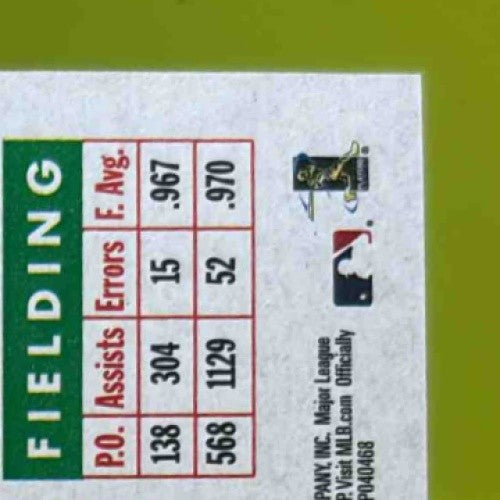 FIELDING
P.O. Assists Errors F. Avg.
138 304 15 .967
568 1129 52 .970
PANY, INC. Major League
P. Visit MLB.com Officially
P040468